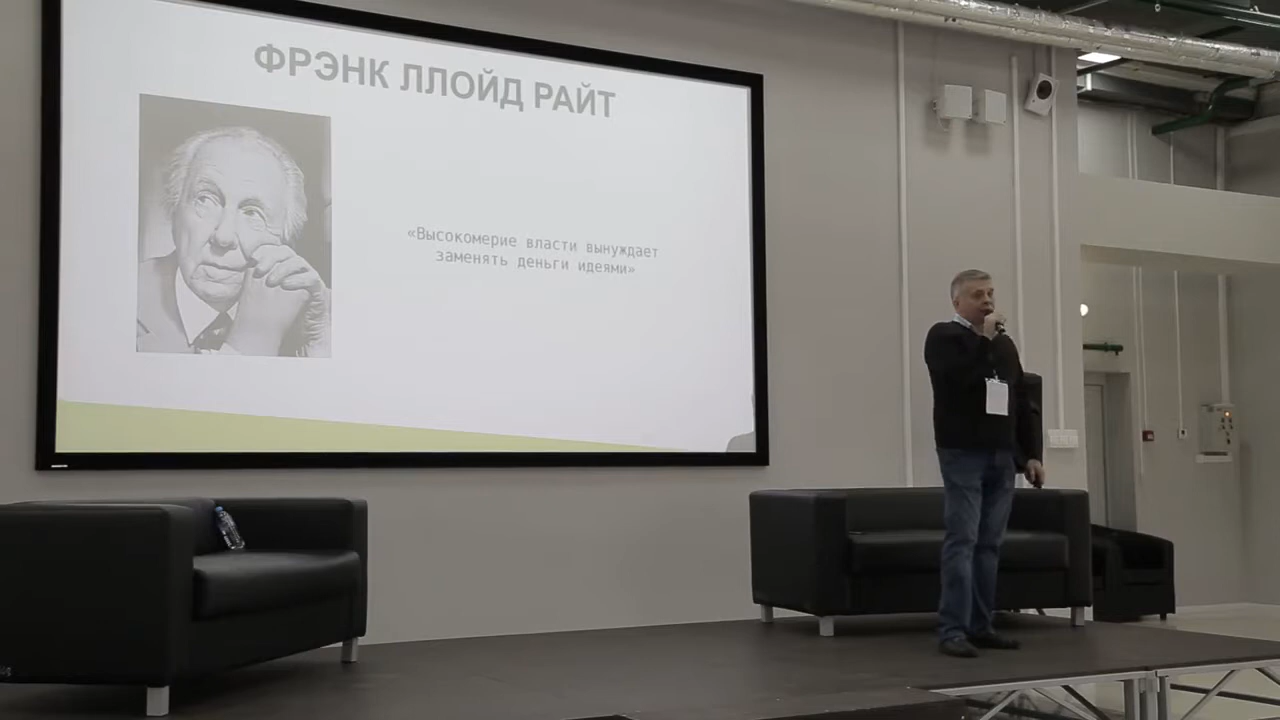 ФРЭНК ЛЛОЙД РАЙТ
«Высокомерие власти вынуждает
заменять деньги идеями»